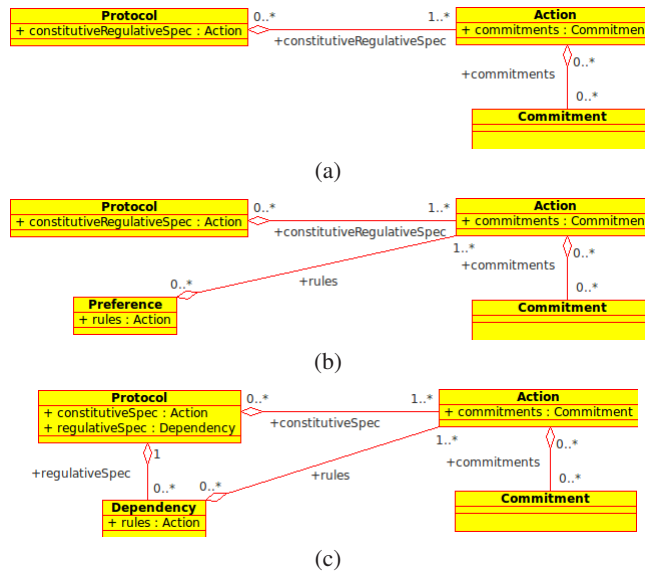 Protocol
+ constitutiveRegulativeSpec : Action
0..*
1..*
+constitutiveRegulativeSpec
Action
+ commitments : Commitmen
+commitments
0..*
0..*
Commitment
(a)
Protocol
+ constitutiveRegulativeSpec : Action
0..*
1..*
+constitutiveRegulativeSpec
Action
+ commitments : Commitmen
1..*
+commitments
0..*
0..*
+rules
0..*
Preference
+ rules : Action
0..*
Commitment
(b)
Protocol
+ constitutiveSpec : Action
+ regulativeSpec : Dependency
0..*
1..*
+constitutiveSpec
Action
+ commitments : Commitment
1..*
1
+regulativeSpec
+rules
+commitments
0..*
0..*
0..*
0..*
Dependency
+ rules : Action
Commitment
(c)